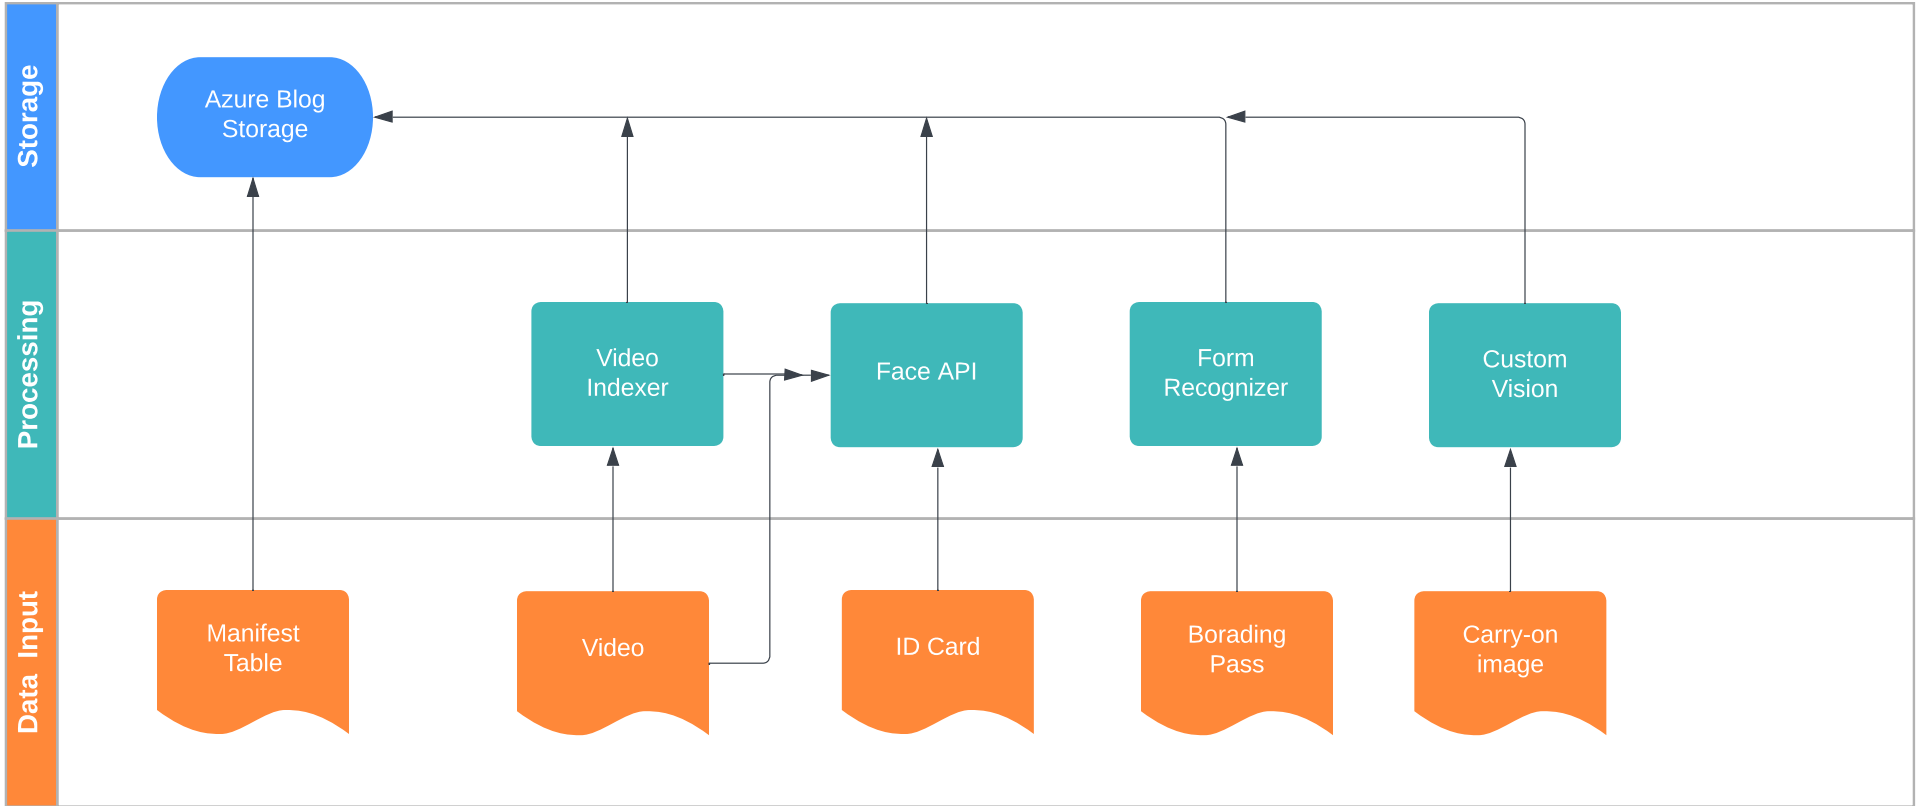 Storage
Azure Blog
Storage
Processing
Video
Indexer
Face API
Form
Recognizer
Custom
Vision
Data Input
Manifest
Table
Video
ID Card
Borading
Pass
Carry-on
image